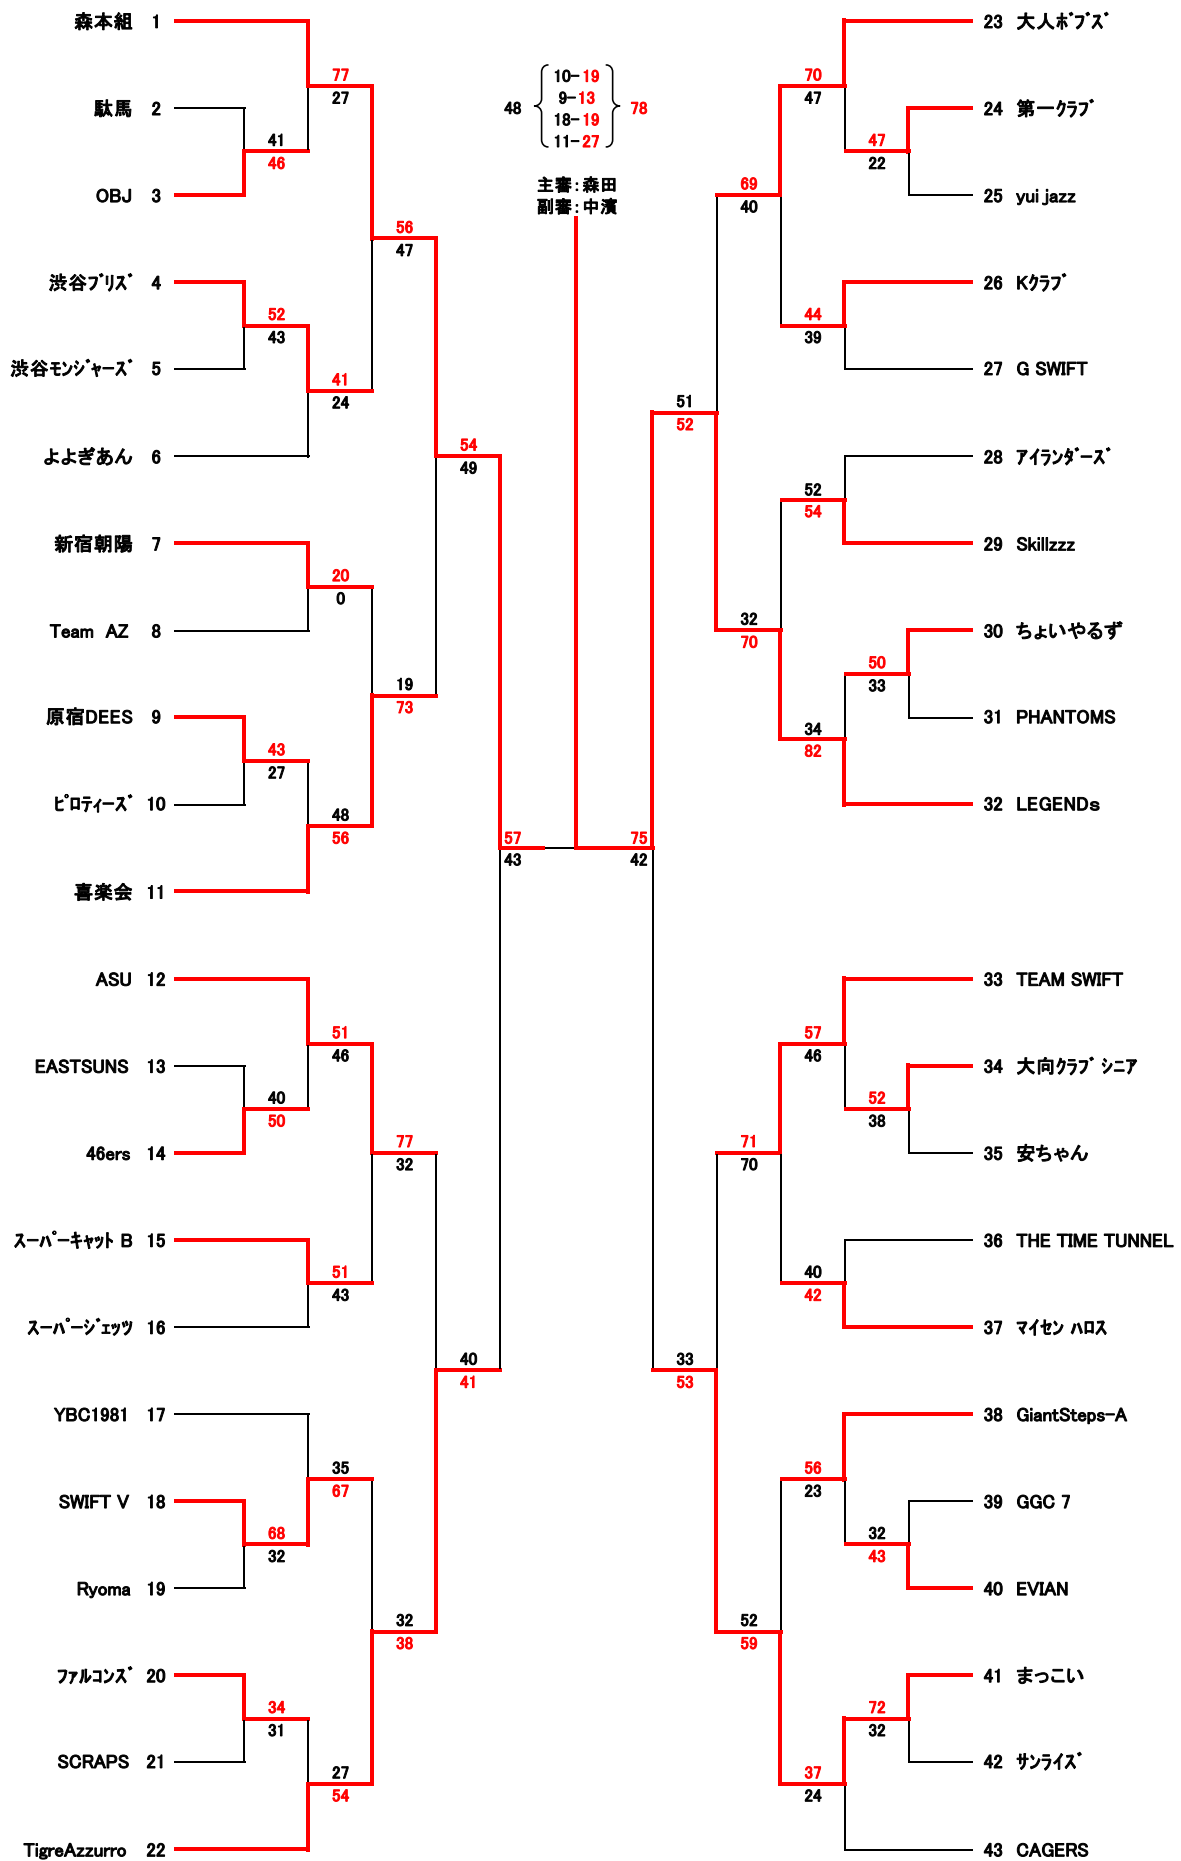 森本組 1
77
27
駄馬 2
41
46
OBJ 3
56
47
渋谷ﾌﾞﾘｽﾞ 4
52
43
渋谷ﾓﾝｼﾞｬｰｽﾞ 5
41
24
よよぎあん 6
54
49
新宿朝陽 7
20
0
Team AZ 8
19
73
原宿DEES 9
43
27
ﾋﾟﾛﾃｨｰｽﾞ 10
48
56
喜楽会 11
57
43
ASU 12
51
46
EASTSUNS 13
40
50
46ers 14
77
32
ｽｰﾊﾟｰｷｬｯﾄ B 15
51
43
ｽｰﾊﾟｰｼﾞｪｯﾂ 16
40
41
YBC1981 17
35
67
SWIFT V 18
68
32
Ryoma 19
32
38
ﾌｧﾙｺﾝｽﾞ 20
34
31
SCRAPS 21
27
54
TigreAzzurro 22
48
10-19
9-13
18-19
11-27
78
主審:森田
副審:中濱
23 大人ﾎﾞﾌﾞｽﾞ
70
47
24 第一ｸﾗﾌﾞ
47
22
25 yui jazz
69
40
26 Kｸﾗﾌﾞ
44
39
27 G SWIFT
51
52
28 ｱｲﾗﾝﾀﾞｰｽﾞ
52
54
29 Skillzzz
32
70
30 ちょいやるず
50
33
31 PHANTOMS
34
82
32 LEGENDs
75
42
33 TEAM SWIFT
57
46
34 大向ｸﾗﾌﾞ ｼﾆｱ
52
38
35 安ちゃん
71
70
36 THE TIME TUNNEL
40
42
37 ﾏｲｾﾝ ﾊﾛｽ
33
53
38 GiantSteps-A
56
23
39 GGC 7
32
43
40 EVIAN
52
59
41 まっこい
72
32
42 ｻﾝﾗｲｽﾞ
37
24
43 CAGERS